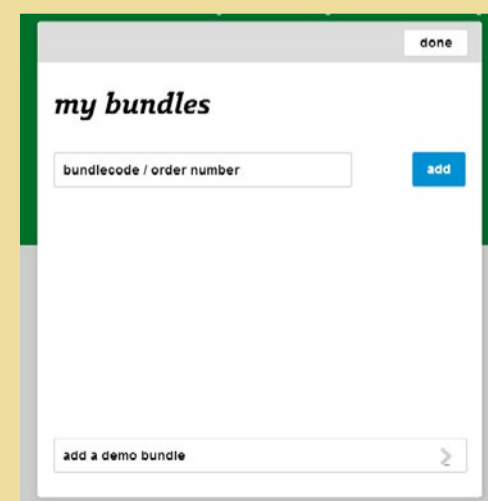 done
my bundles
bundlecode / order number
add
add a demo bundle